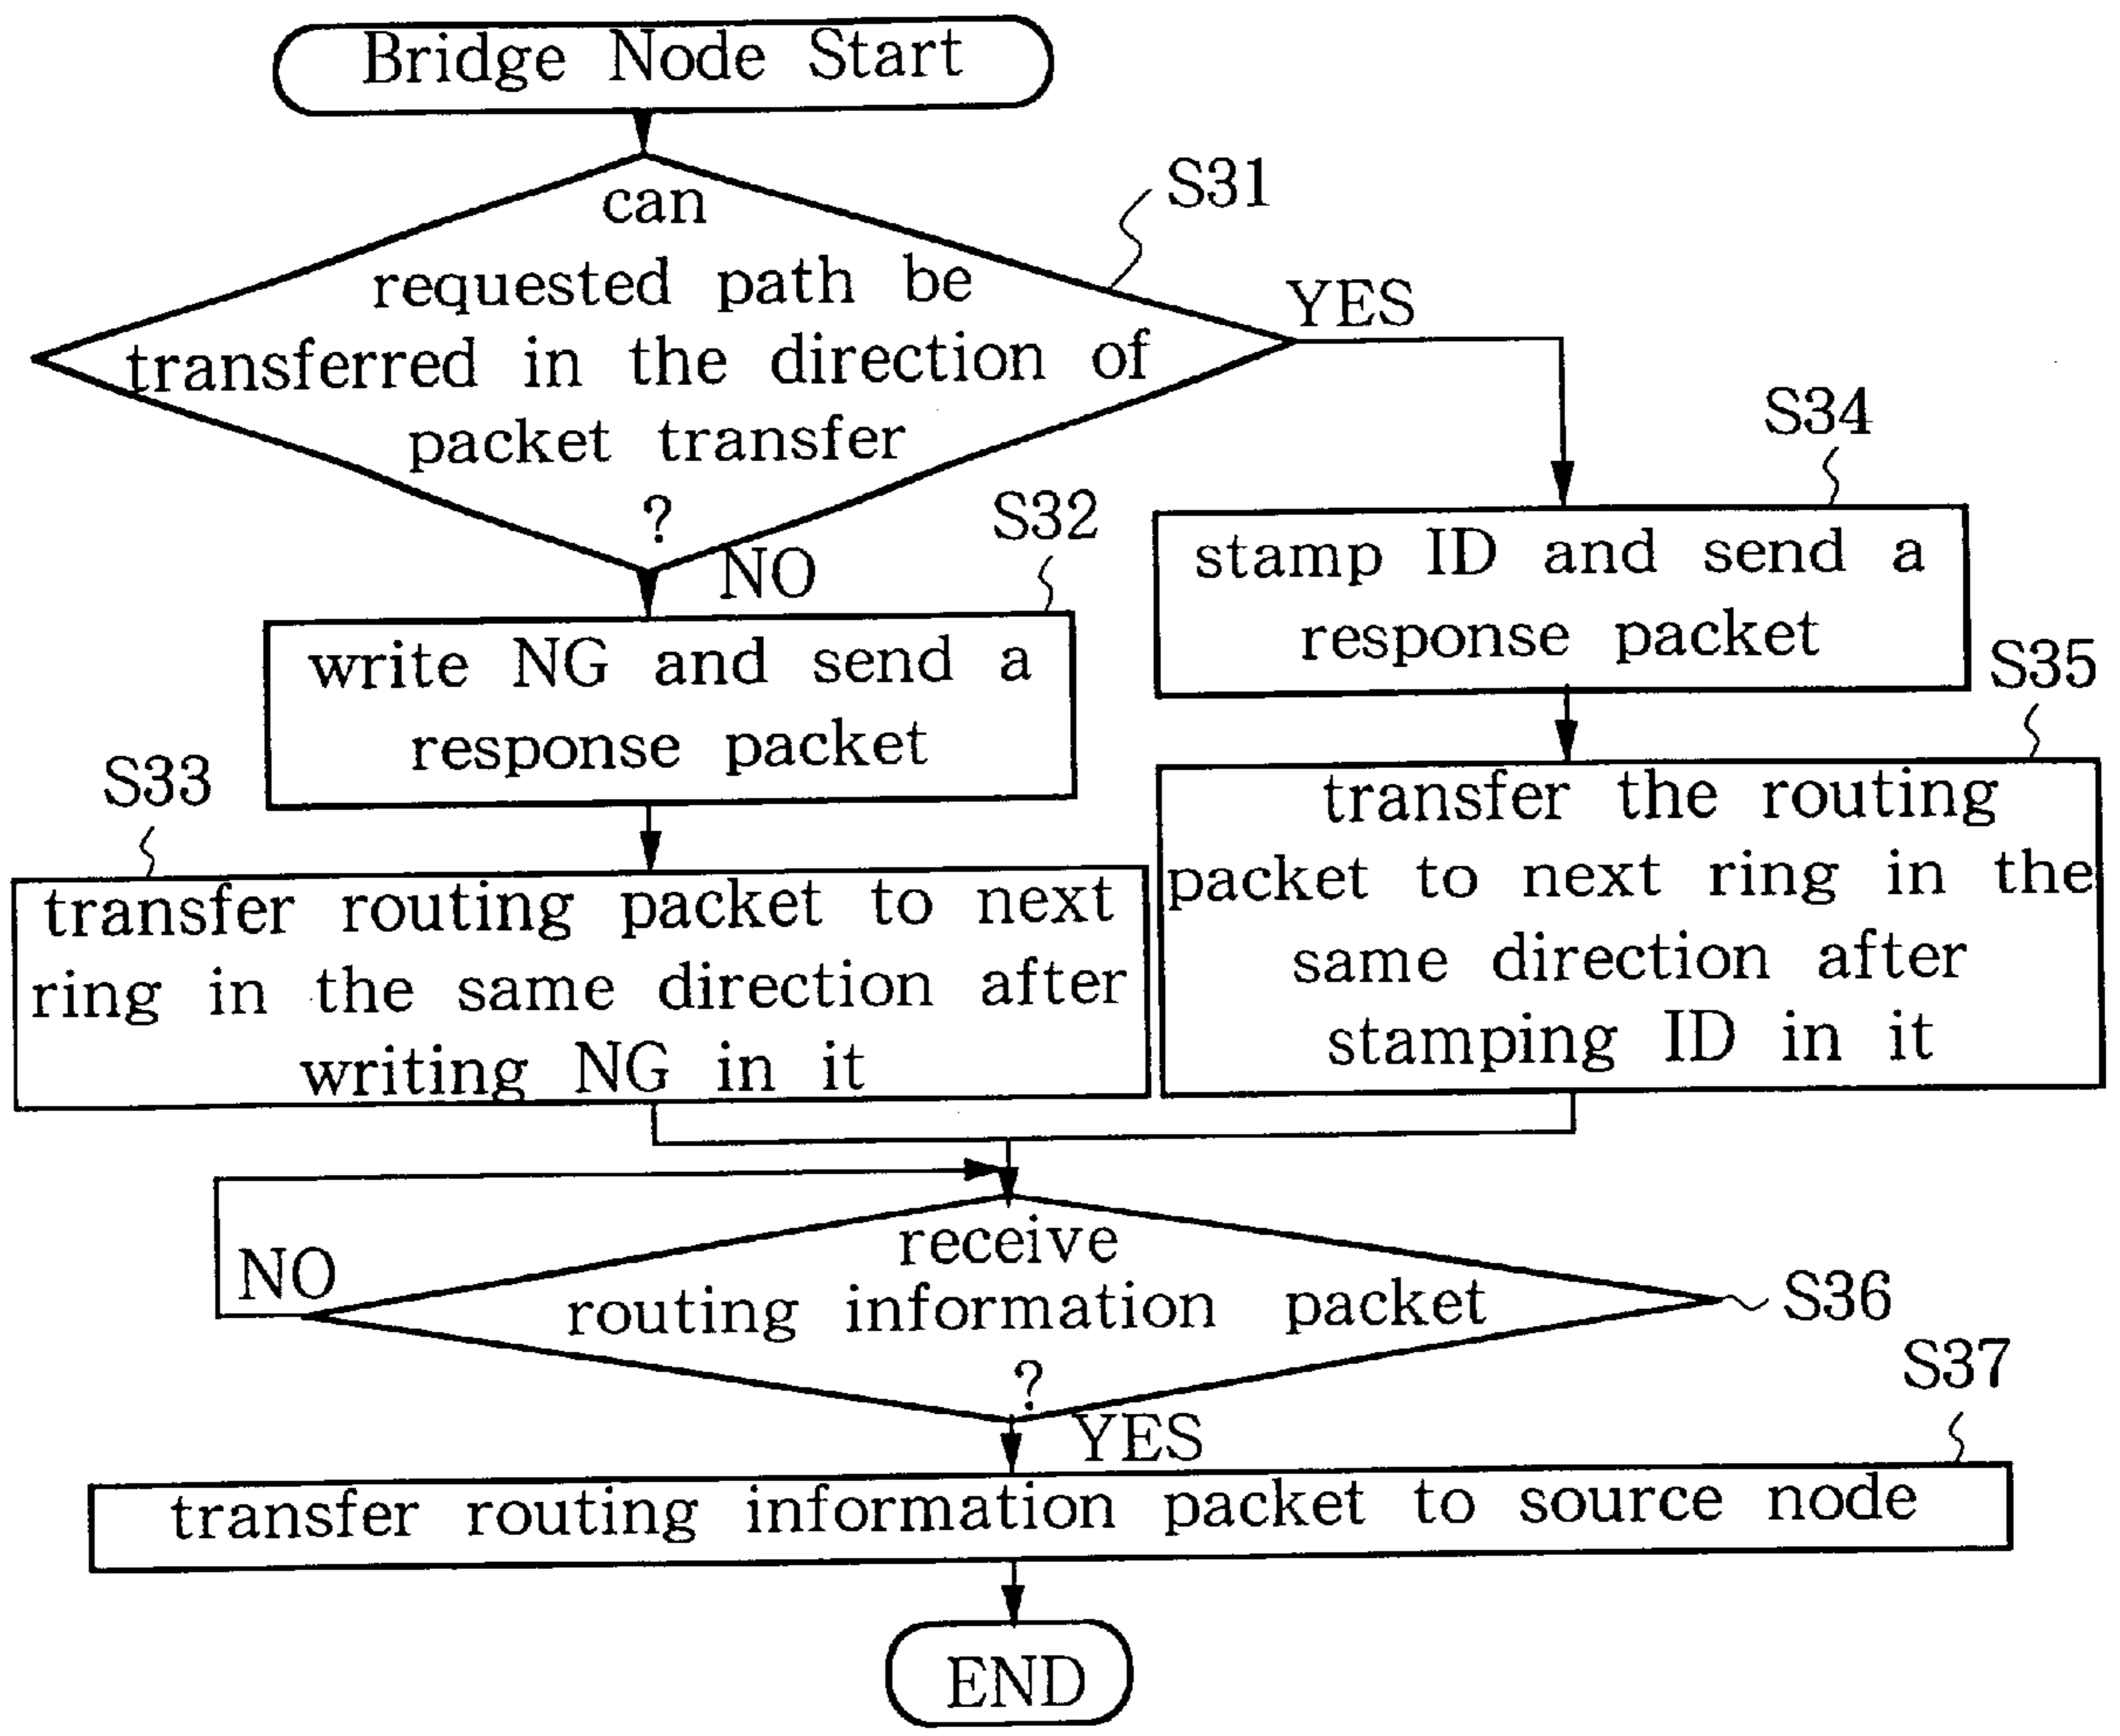 Bridge Node Start
can
requested path be
transferred in the direction of
packet transfer
?
S31
YES
NO
S32
write NG and send a
response packet
S33
transfer routing packet to next
ring in the same direction after
writing NG in it
S34
stamp ID and send a
response packet
S35
transfer the routing
packet to next ring in the
same direction after
stamping ID in it
receive
routing information packet
?
NO
S36
YES
S37
transfer routing information packet to source node
END